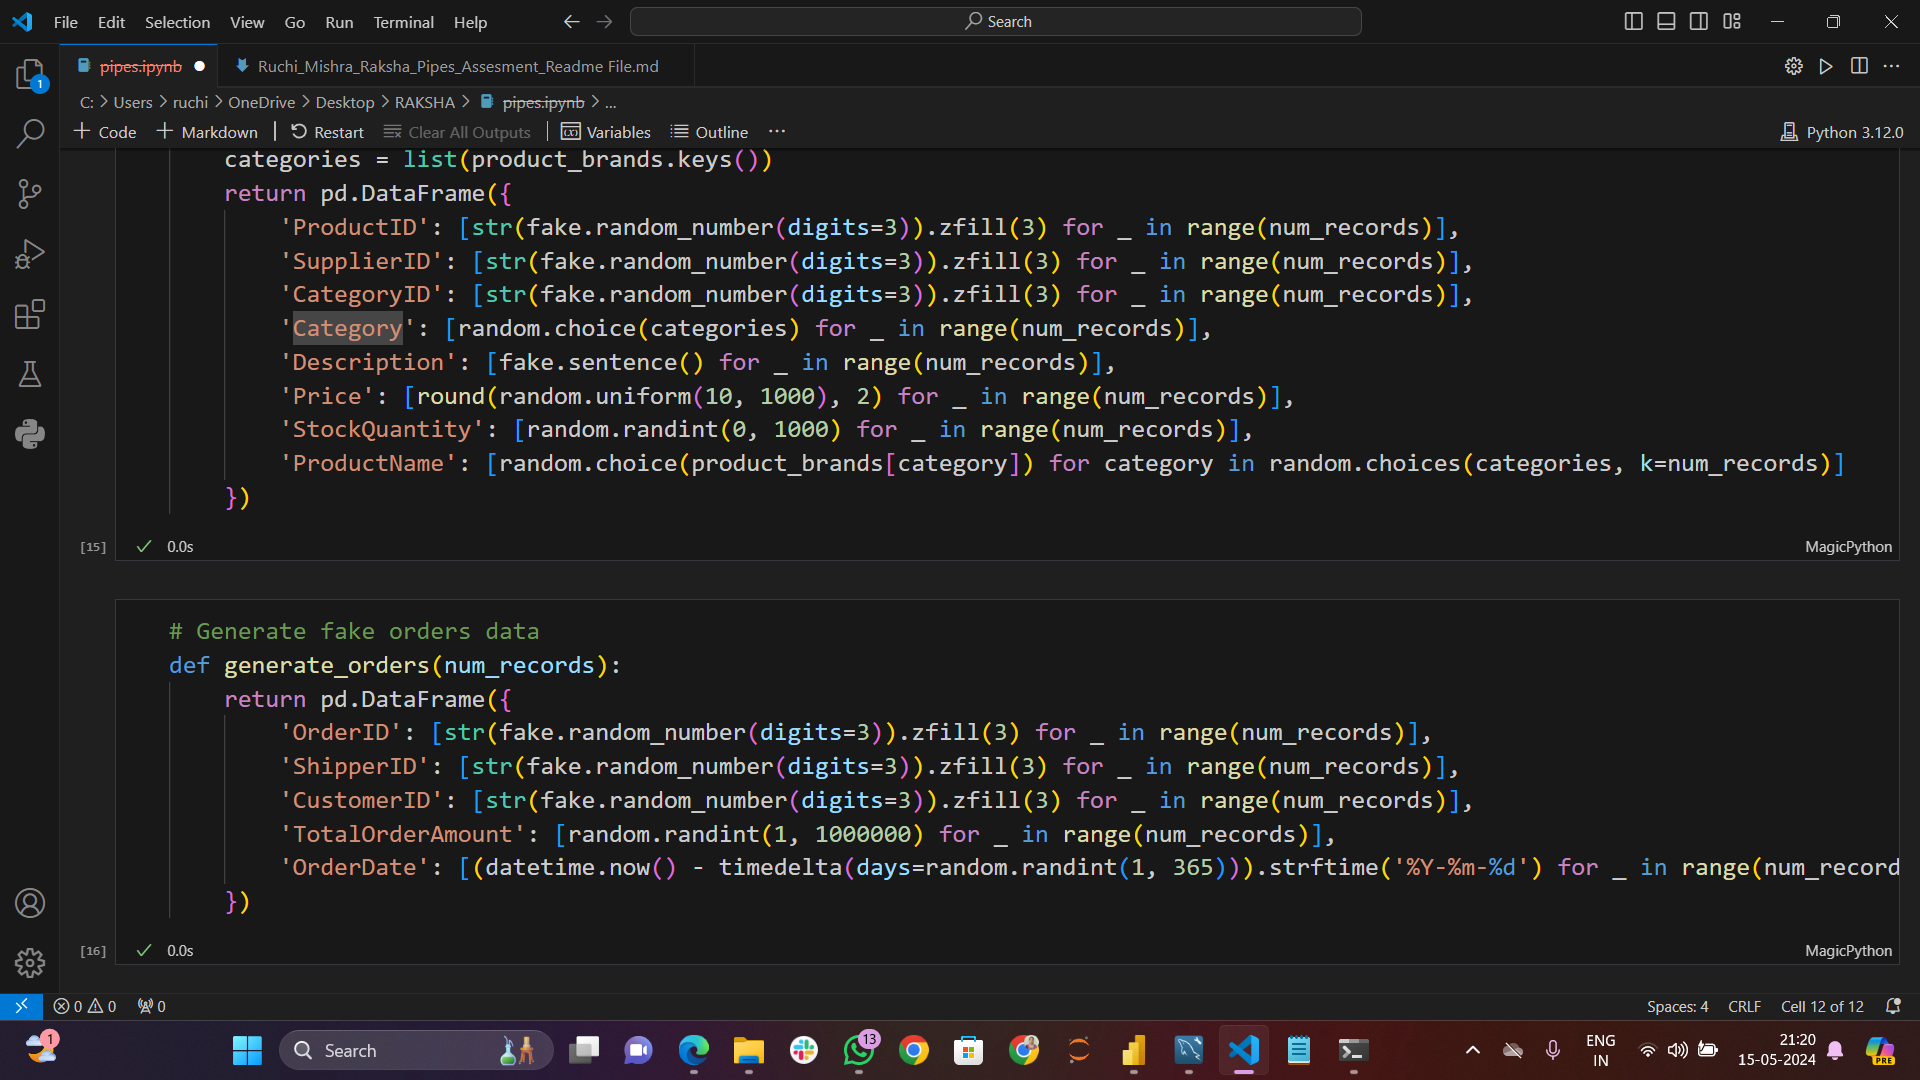 File Edit Selection View Go Run Terminal Help
Search
pipes.ipynb
Ruchi_Mishra_Raksha_Pipes_Assesment_Readme File.md
C: > Users > ruchi > OneDrive > Desktop > RAKSHA > pipes.ipynb > ...
+ Code + Markdown | Restart Clear All Outputs | Variables Outline ... Python 3.12.0
categories = list(product_brands.keys())
return pd.DataFrame({
'ProductID': [str(fake.random_number(digits=3)).zfill(3) for _ in range(num_records)],
'SupplierID': [str(fake.random_number(digits=3)).zfill(3) for _ in range(num_records)],
'CategoryID': [str(fake.random_number(digits=3)).zfill(3) for _ in range(num_records)],
'Category': [random.choice(categories) for _ in range(num_records)],
'Description': [fake.sentence() for _ in range(num_records)],
'Price': [round(random.uniform(10, 1000), 2) for _ in range(num_records)],
'StockQuantity': [random.randint(0, 1000) for _ in range(num_records)],
'ProductName': [random.choice(product_brands[category]) for category in random.choices(categories, k=num_records)]
})
[15] 0.0s MagicPython
# Generate fake orders data
def generate_orders(num_records):
return pd.DataFrame({
'OrderID': [str(fake.random_number(digits=3)).zfill(3) for _ in range(num_records)],
'ShipperID': [str(fake.random_number(digits=3)).zfill(3) for _ in range(num_records)],
'CustomerID': [str(fake.random_number(digits=3)).zfill(3) for _ in range(num_records)],
'TotalOrderAmount': [random.randint(1, 1000000) for _ in range(num_records)],
'OrderDate': [(datetime.now() - timedelta(days=random.randint(1, 365))).strftime('%Y-%m-%d') for _ in range(num_record
})
[16] 0.0s MagicPython
0 0 0 Spaces: 4 CRLF Cell 12 of 12
1
1
Search
13
ENG
IN
21:20
15-05-2024
PRE